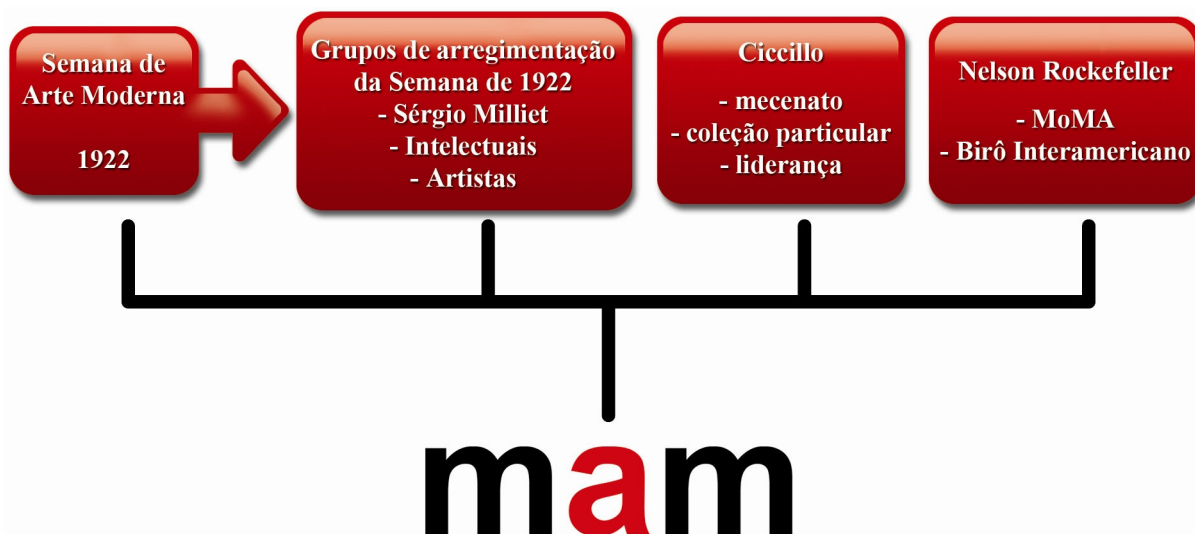 Semana de
Arte Moderna
1922
Grupos de arregimentação
da Semana de 1922
- Sérgio Milliet
- Intelectuais
- Artistas
Ciccillo
- mecenato
- coleção particular
- liderança
Nelson Rockefeller
- MoMA
- Birô Interamericano
mam